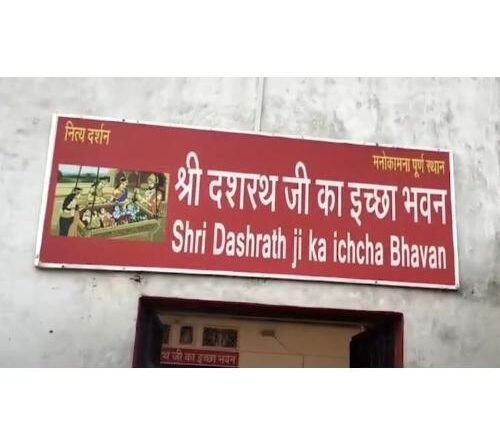 नित्य दर्शन
मनोकामना पूर्ण स्थान
श्री दशरथ जी का इच्छा भवन
Shri Dashrath ji ka ichcha Bhavan
जी का इच्छा भवन